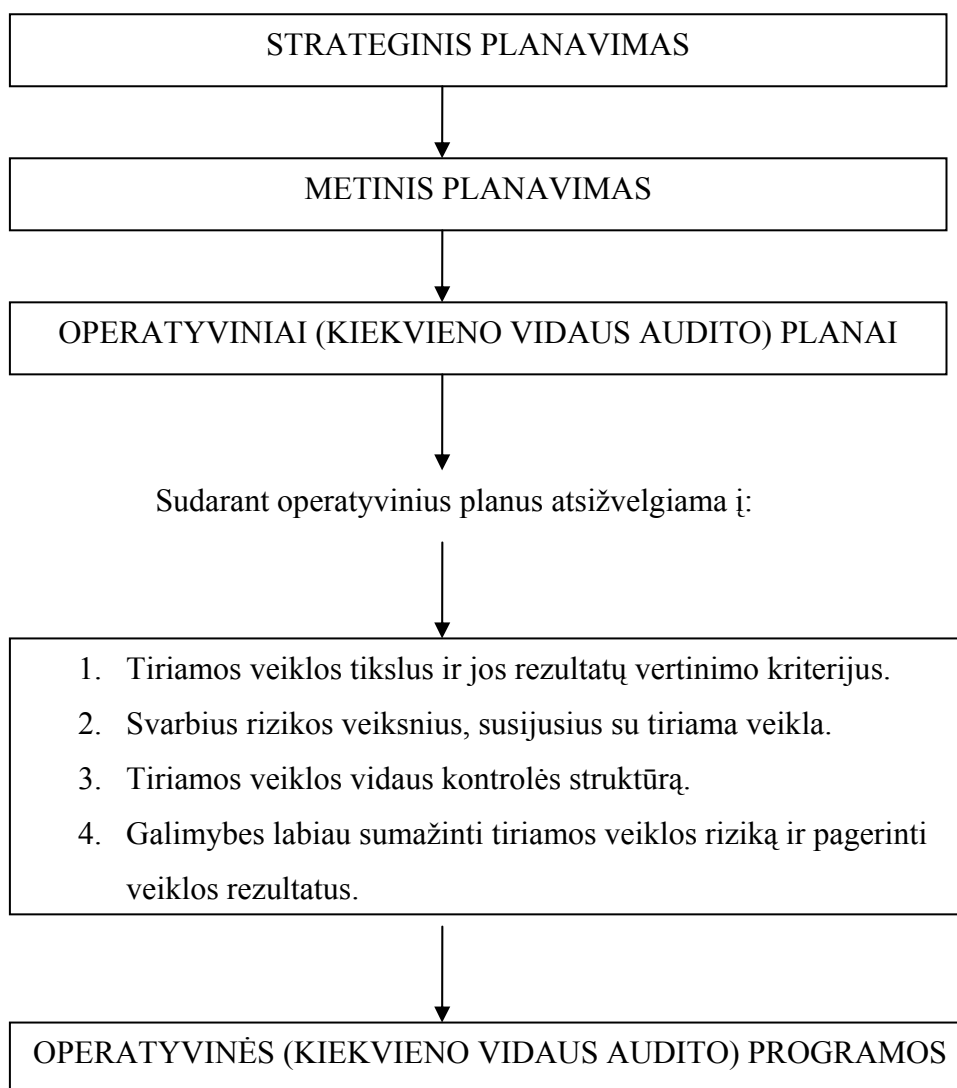 STRATEGINIS PLANAVIMAS
METINIS PLANAVIMAS
OPERATYVINIAI (KIEKVIENO VIDAUS AUDITO) PLANAI
Sudarant operatyvinius planus atsižvelgiama į:
1. Tiriamos veiklos tikslus ir jos rezultatų vertinimo kriterijus.
2. Svarbius rizikos veiksnius, susijusius su tiriama veikla.
3. Tiriamos veiklos vidaus kontrolės struktūrą.
4. Galimybes labiau sumažinti tiriamos veiklos riziką ir pagerinti
veiklos rezultatus.
OPERATYVINĖS (KIEKVIENO VIDAUS AUDITO) PROGRAMOS